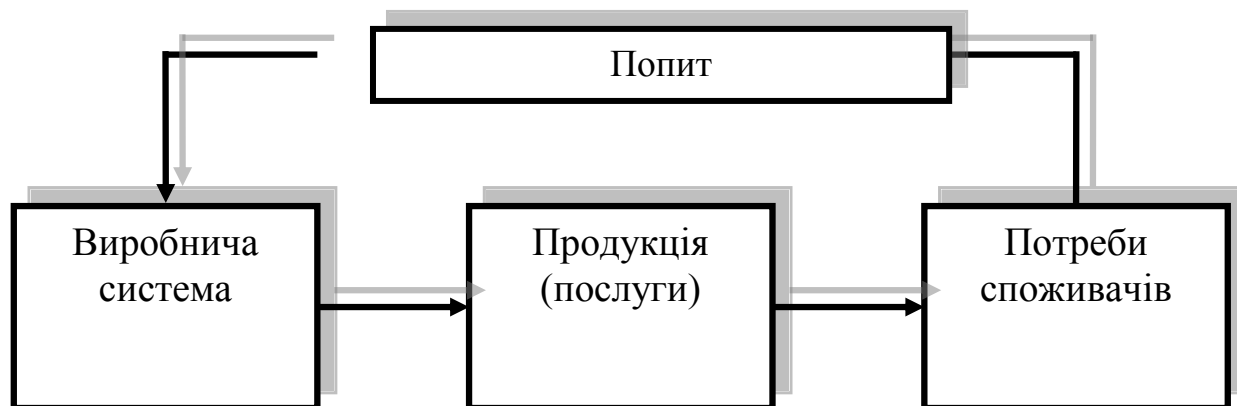 Попит
Виробнича
система
Продукція
(послуги)
Потреби
споживачів